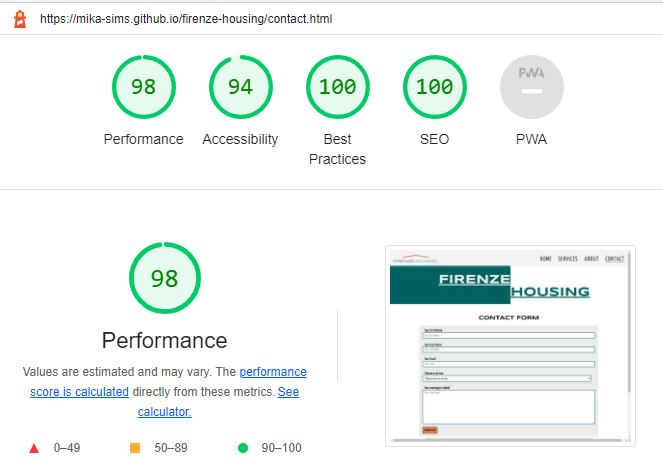 https://mika-sims.github.io/firenze-housing/contact.html
98
94
100
100
PWA
Performance
Accessibility
Best
Practices
SEO
PWA
98
Performance
Values are estimated and may vary. The performance
score is calculated directly from these metrics. See
calculator.
0–49
50–89
90–100
FIRENZEHOUSING
HOME SERVICES ABOUT CONTACT
FIRENZE
HOUSING
CONTACT FORM